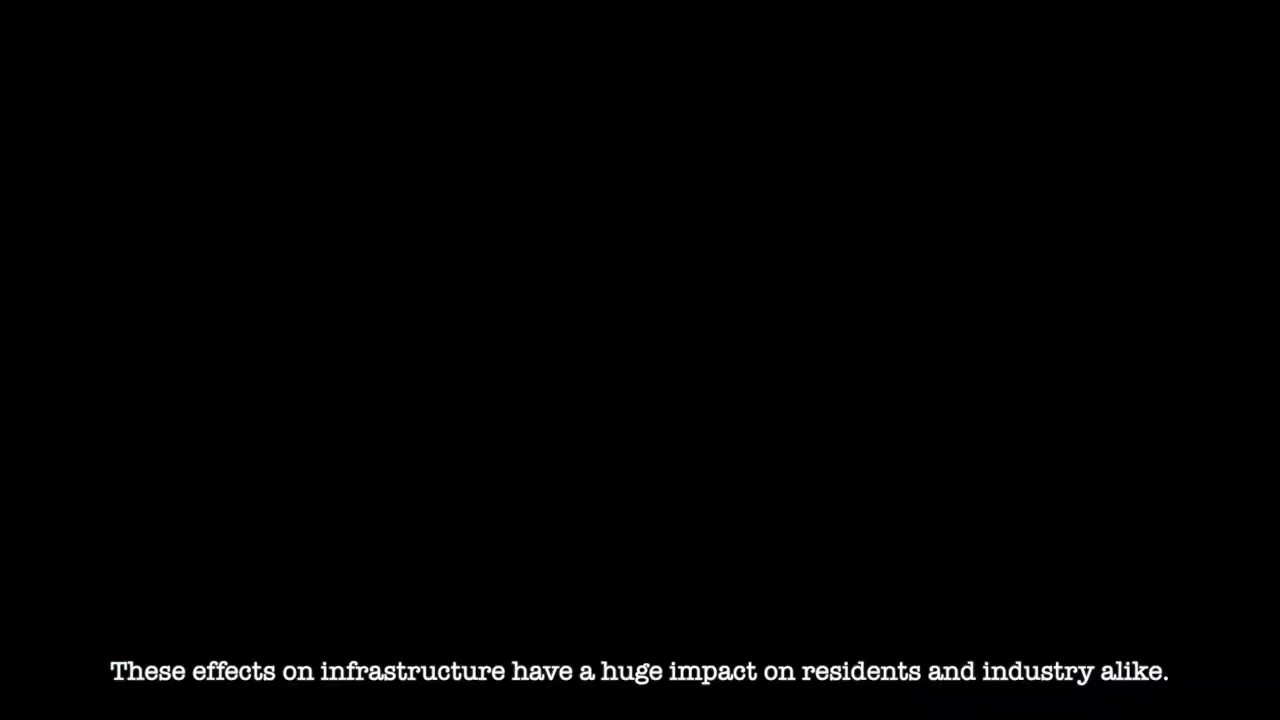 These effects on infrastructure have a huge impact on residents and industry alike.